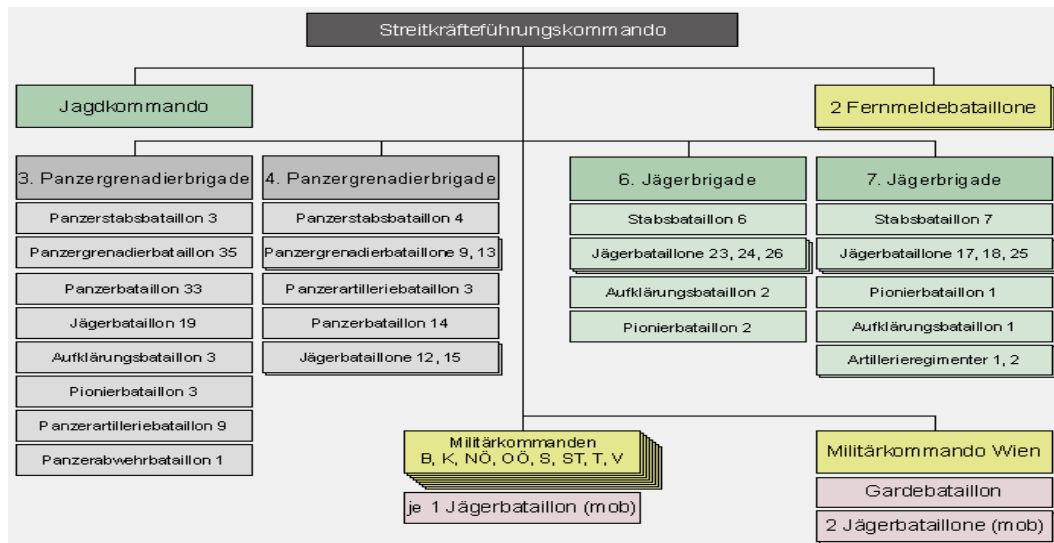 Streitkräfteführungskommando
Jagdkommando
2 Fernmeldebataillone
3. Panzergrenadierbrigade
Panzerstabsbataillon 3
Panzergrenadierbataillon 35
Panzerbataillon 33
Jägerbataillon 19
Aufklärungsbataillon 3
Pionierbataillon 3
Panzerartilleriebataillon 9
Panzerabwehrbataillon 1
4. Panzergrenadierbrigade
Panzerstabsbataillon 4
Panzergrenadierbataillone 9, 13
Panzerartilleriebataillon 3
Panzerbataillon 14
Jägerbataillone 12, 15
6. Jägerbrigade
Stabsbataillon 6
Jägerbataillone 23, 24, 26
Aufklärungsbataillon 2
Pionierbataillon 2
7. Jägerbrigade
Stabsbataillon 7
Jägerbataillone 17, 18, 25
Pionierbataillon 1
Aufklärungsbataillon 1
Artillerieregimenter 1, 2
Militärkommanden
B, K, NÖ, OÖ, S, ST, T, V
je 1 Jägerbataillon (mob)
Militärkommando Wien
Gardebataillon
2 Jägerbataillone (mob)